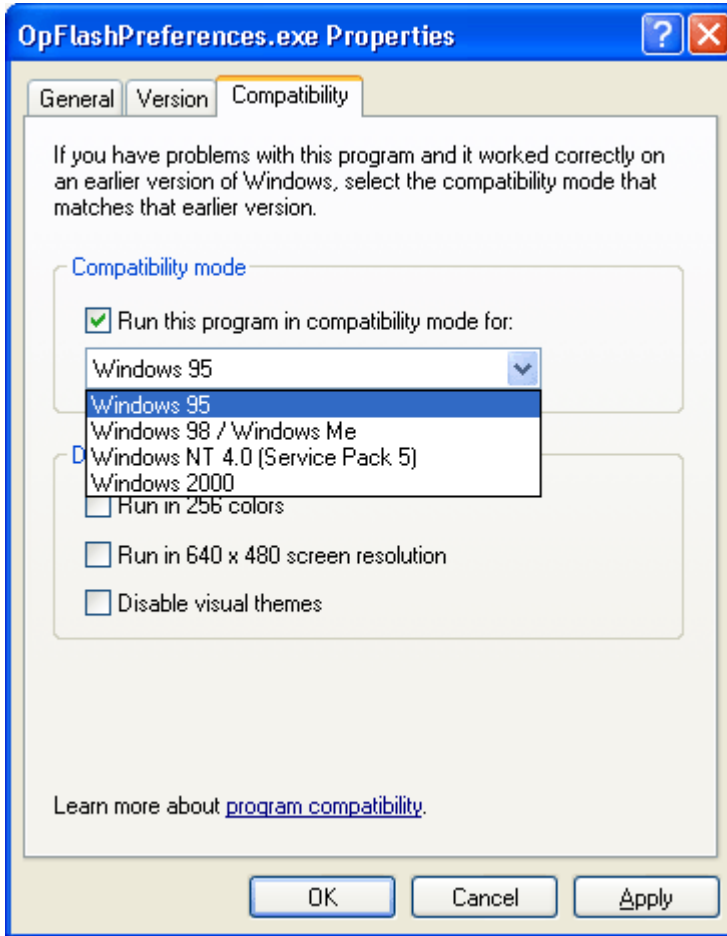 OpFlashPreferences.exe Properties
General Version Compatibility
If you have problems with this program and it worked correctly on
an earlier version of Windows, select the compatibility mode that
matches that earlier version.
Compatibility mode
Run this program in compatibility mode for:
Windows 95
Windows 95
Windows 98 / Windows Me
Windows NT 4.0 (Service Pack 5)
Windows 2000
Run in 256 colors
Run in 640 x 480 screen resolution
Disable visual themes
Learn more about program compatibility.
OK Cancel Apply